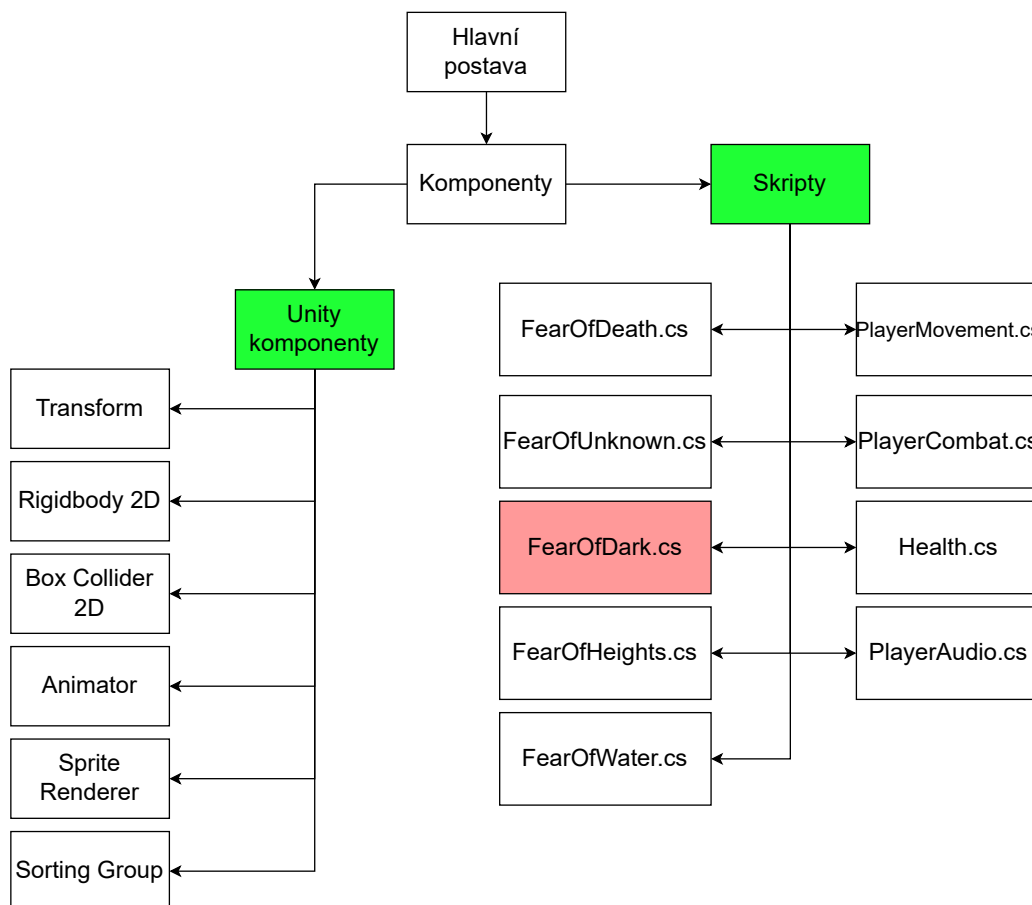 Hlavní
postava
Komponenty
Skripty
Unity
komponenty
Transform
Rigidbody 2D
Box Collider
2D
Animator
Sprite
Renderer
Sorting Group
FearOfDeath.cs
PlayerMovement.cs
FearOfUnknown.cs
PlayerCombat.cs
FearOfDark.cs
Health.cs
FearOfHeights.cs
PlayerAudio.cs
FearOfWater.cs